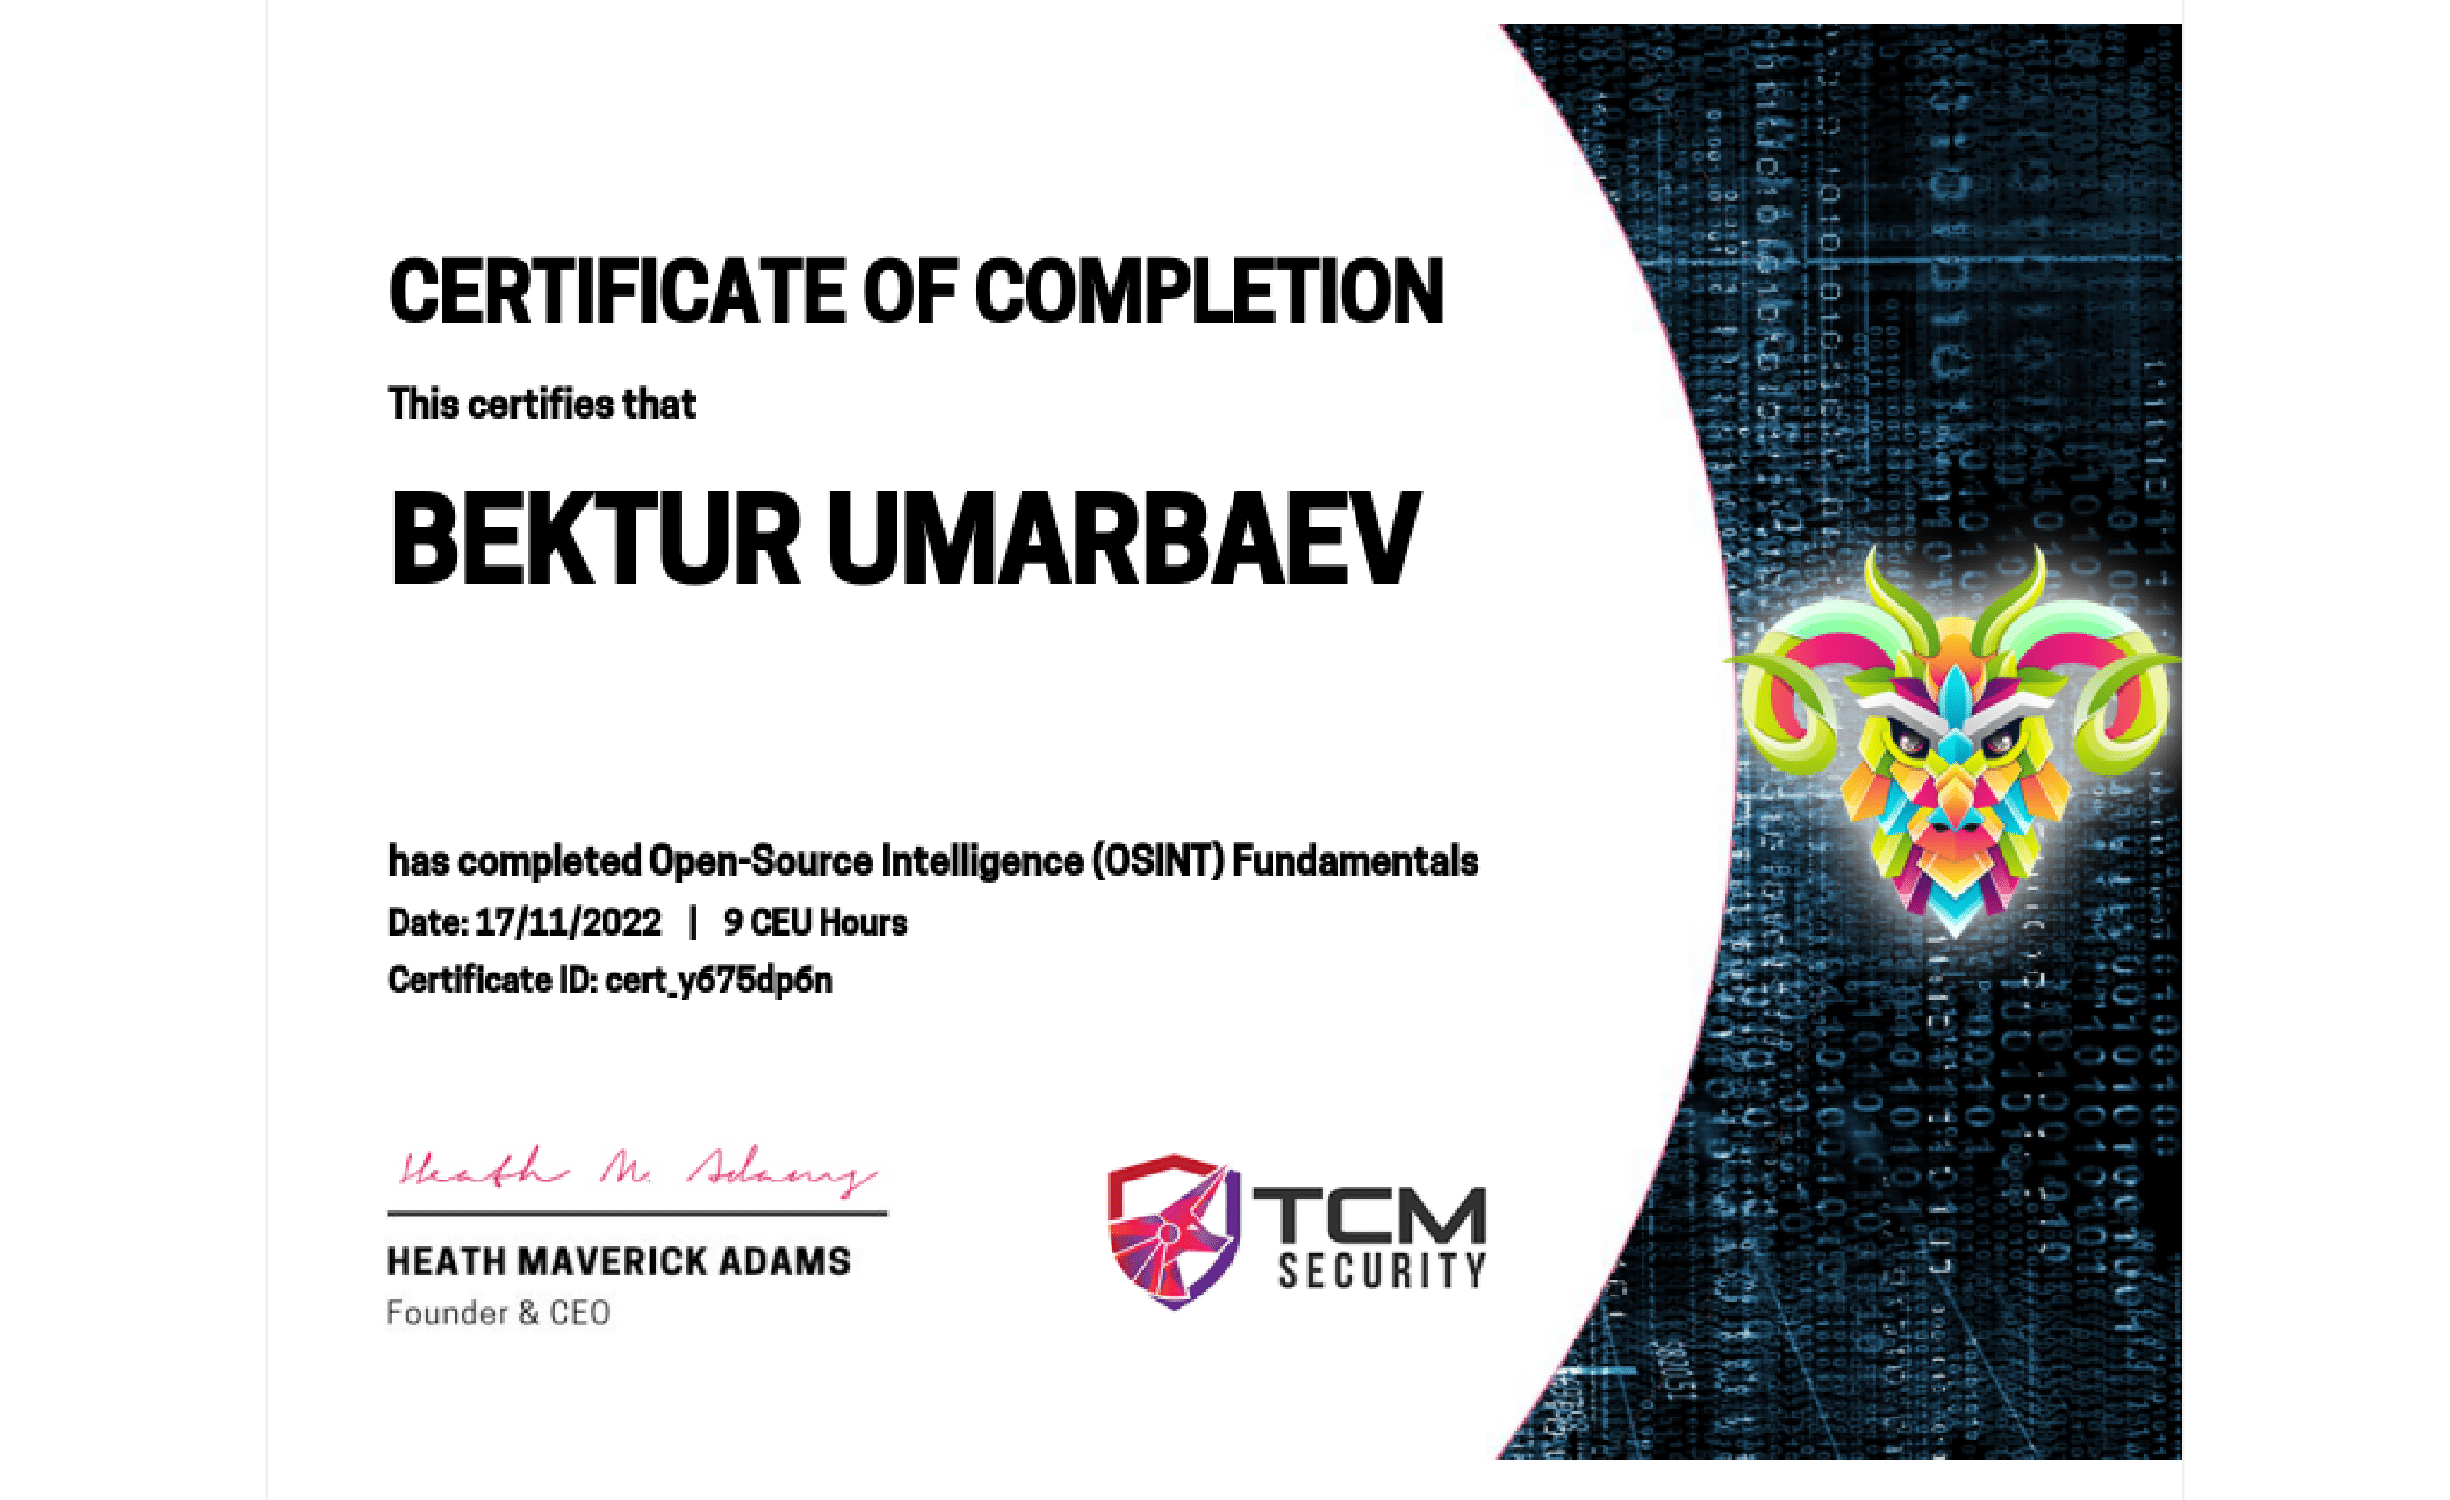 CERTIFICATE OF COMPLETION
This certifies that
BEKTUR UMARBAEV
has completed Open-Source Intelligence (OSINT) Fundamentals
Date: 17/11/2022 | 9 CEU Hours
Certificate ID: cert_y675dp6n
Heath M. Adams
HEATH MAVERICK ADAMS
Founder & CEO
TCM
SECURITY